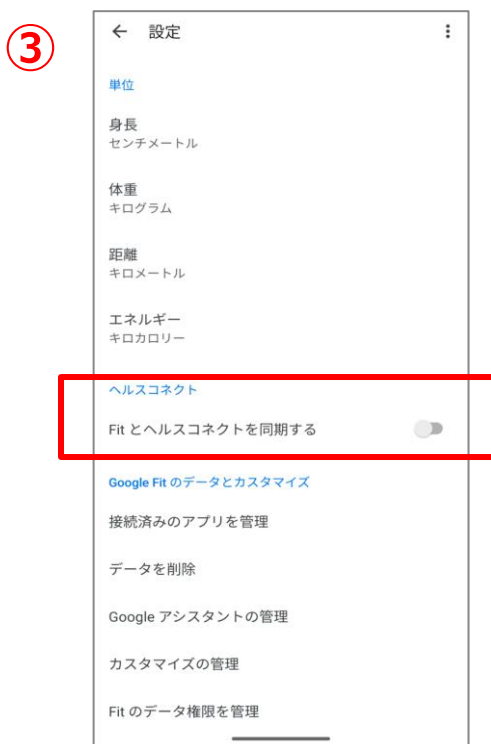 ③
設定
単位
身長
センチメートル
体重
キログラム
距離
キロメートル
エネルギー
キロカロリー
ヘルスコネクト
Fit とヘルスコネクトを同期する
Google Fit のデータとカスタマイズ
接続済みのアプリを管理
データを削除
Google アシスタントの管理
カスタマイズの管理
Fit のデータ権限を管理